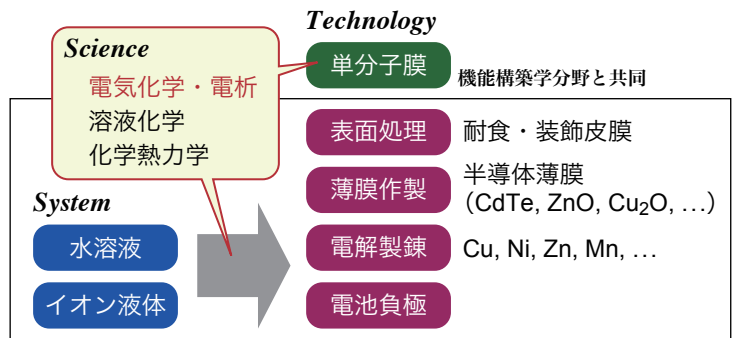 Technology
Science
電気化学・電析
溶液化学
化学熱力学
単分子膜
機能構築学分野と共同
System
水溶液
イオン液体
表面処理
耐食・装飾皮膜
薄膜作製
半導体薄膜
（CdTe, ZnO, Cu₂O, …）
電解製錬
Cu, Ni, Zn, Mn, …
電池負極